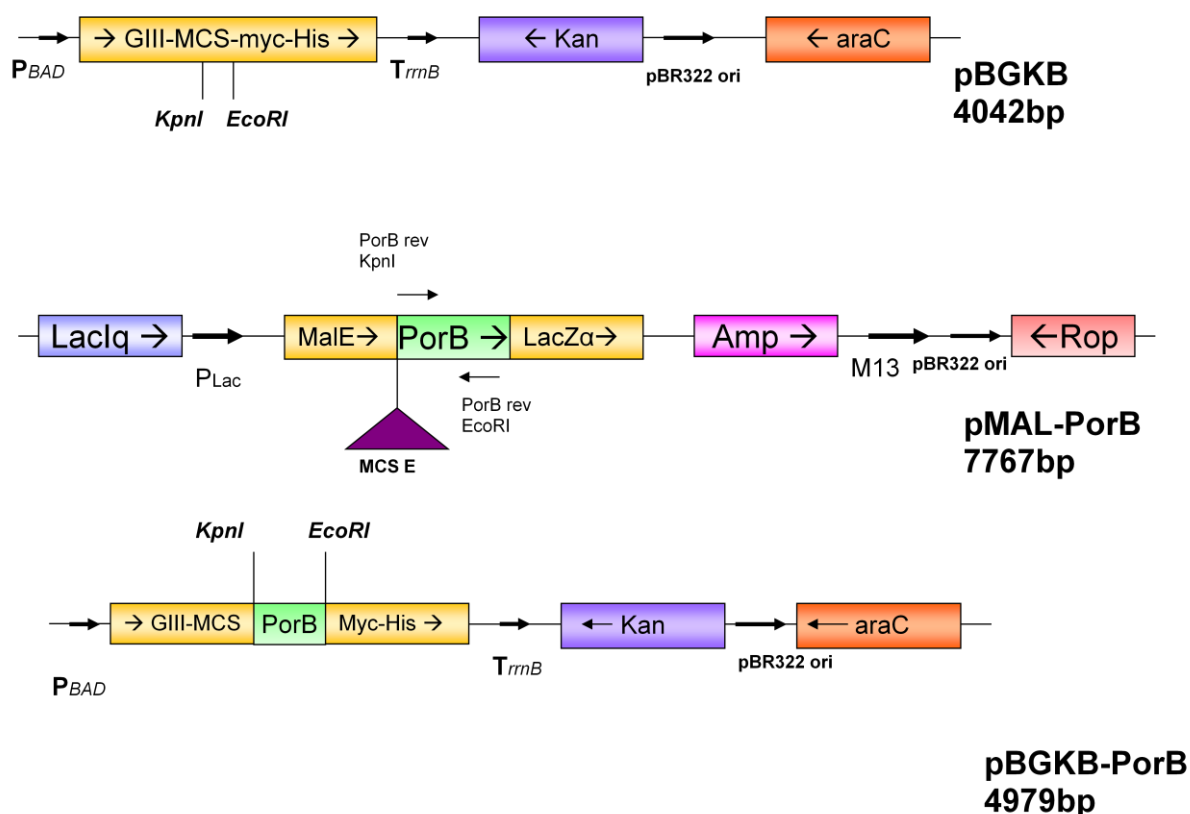 → GIII-MCS-myc-His →
← Kan
← araC
PBAD
TrrnB
pBR322 ori
KpnI EcoRI
pBGKB
4042bp
PorB rev
KpnI
LacIq →
MalE→
PorB →
LacZα→
Amp →
←Rop
PLac
M13
pBR322 ori
PorB rev
EcoRI
MCS E
pMAL-PorB
7767bp
KpnI EcoRI
→ GIII-MCS
PorB
Myc-His →
← Kan
← araC
PBAD
TrrnB
pBR322 ori
pBGKB-PorB
4979bp